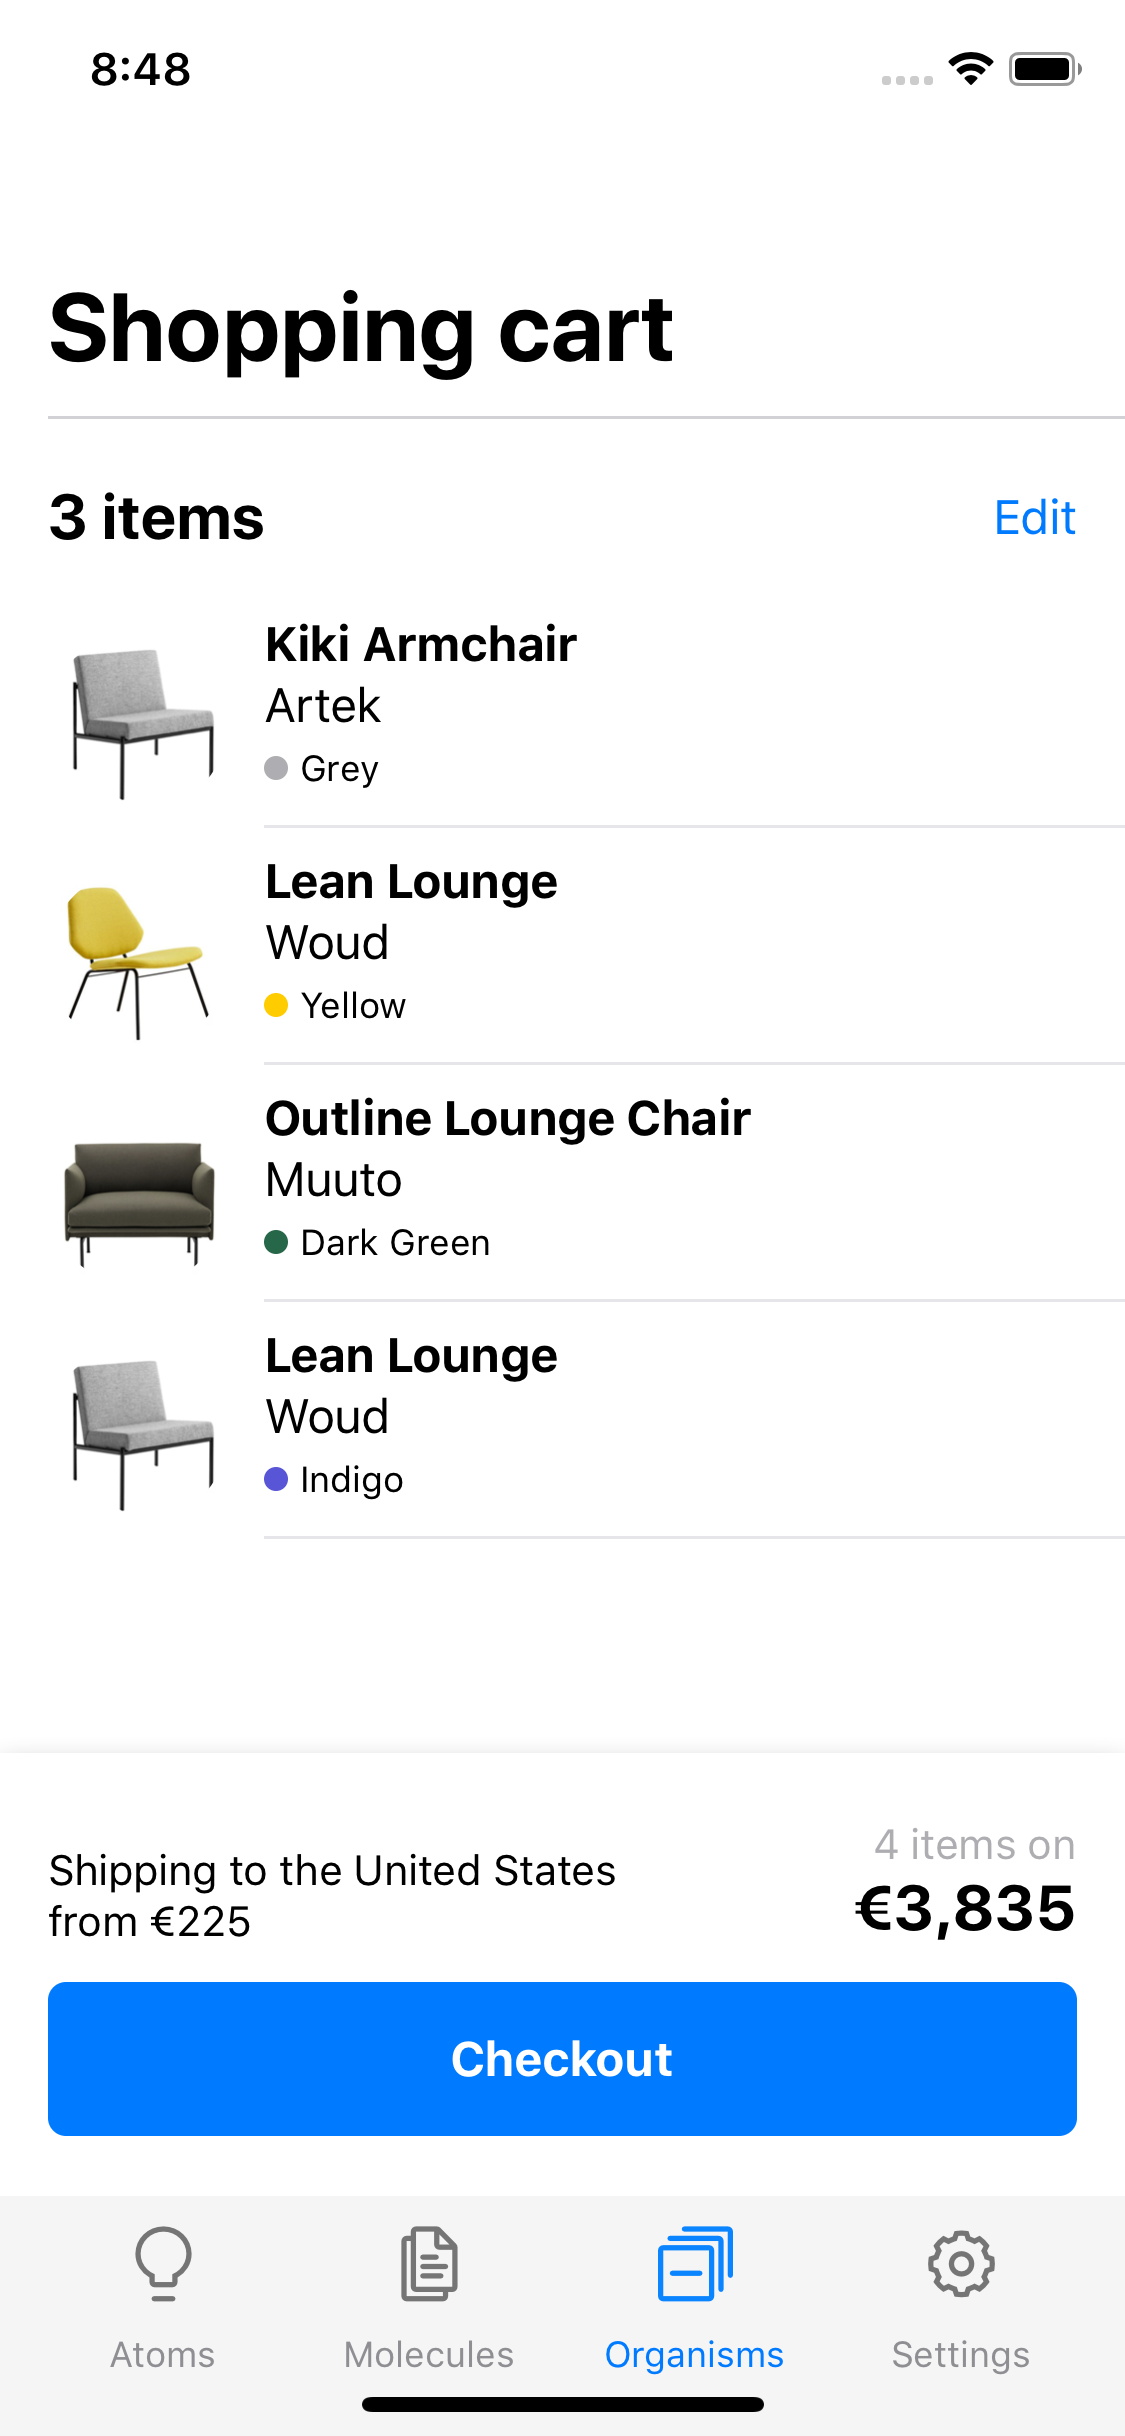 8:48
Shopping cart
3 items
Edit
Kiki Armchair
Artek
Grey
Lean Lounge
Woud
Yellow
Outline Lounge Chair
Muuto
Dark Green
Lean Lounge
Woud
Indigo
Shipping to the United States
from €225
4 items on
€3,835
Checkout
Atoms
Molecules
Organisms
Settings